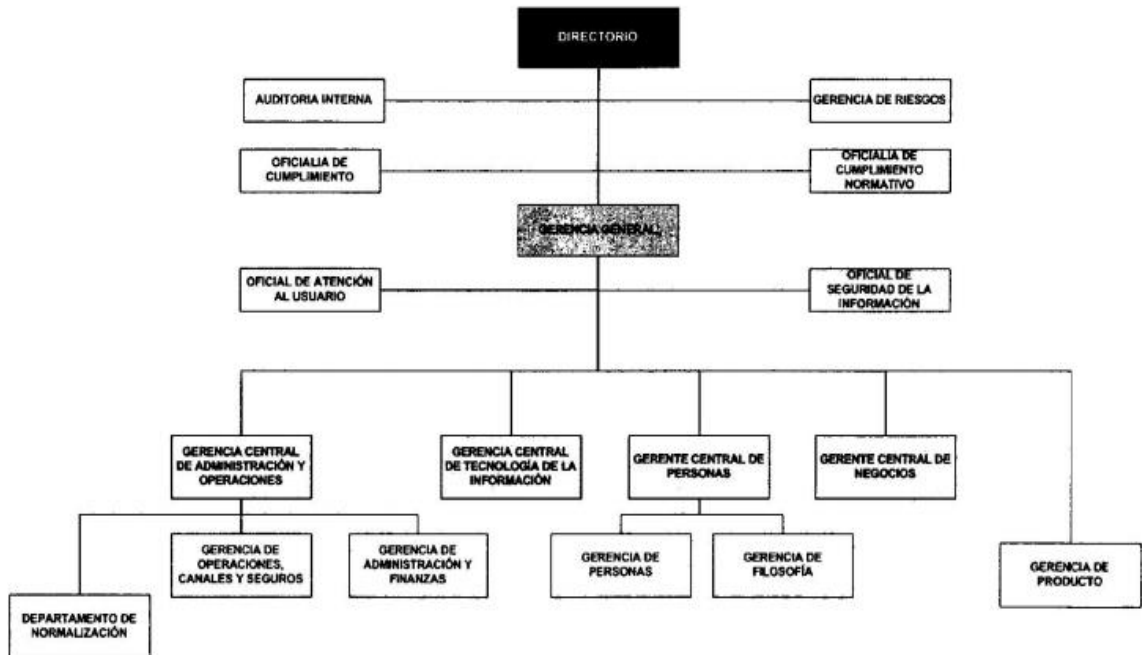 DIRECTORIO
AUDITORIA INTERNA
GERENCIA DE RIESGOS
OFICIALIA DE
CUMPLIMIENTO
OFICIALIA DE
CUMPLIMIENTO
NORMATIVO
GERENCIA GENERAL
OFICIAL DE ATENCIÓN
AL USUARIO
OFICIAL DE
SEGURIDAD DE LA
INFORMACIÓN
GERENCIA CENTRAL
DE ADMINISTRACIÓN Y
OPERACIONES
GERENCIA CENTRAL
DE TECNOLOGÍA DE LA
INFORMACIÓN
GERENTE CENTRAL DE
PERSONAS
GERENTE CENTRAL DE
NEGOCIOS
GERENCIA DE
OPERACIONES,
CANALES Y SEGUROS
GERENCIA DE
ADMINISTRACIÓN Y
FINANZAS
GERENCIA DE
PERSONAS
GERENCIA DE
FILOSOFÍA
GERENCIA DE
PRODUCTO
DEPARTAMENTO DE
NORMALIZACIÓN